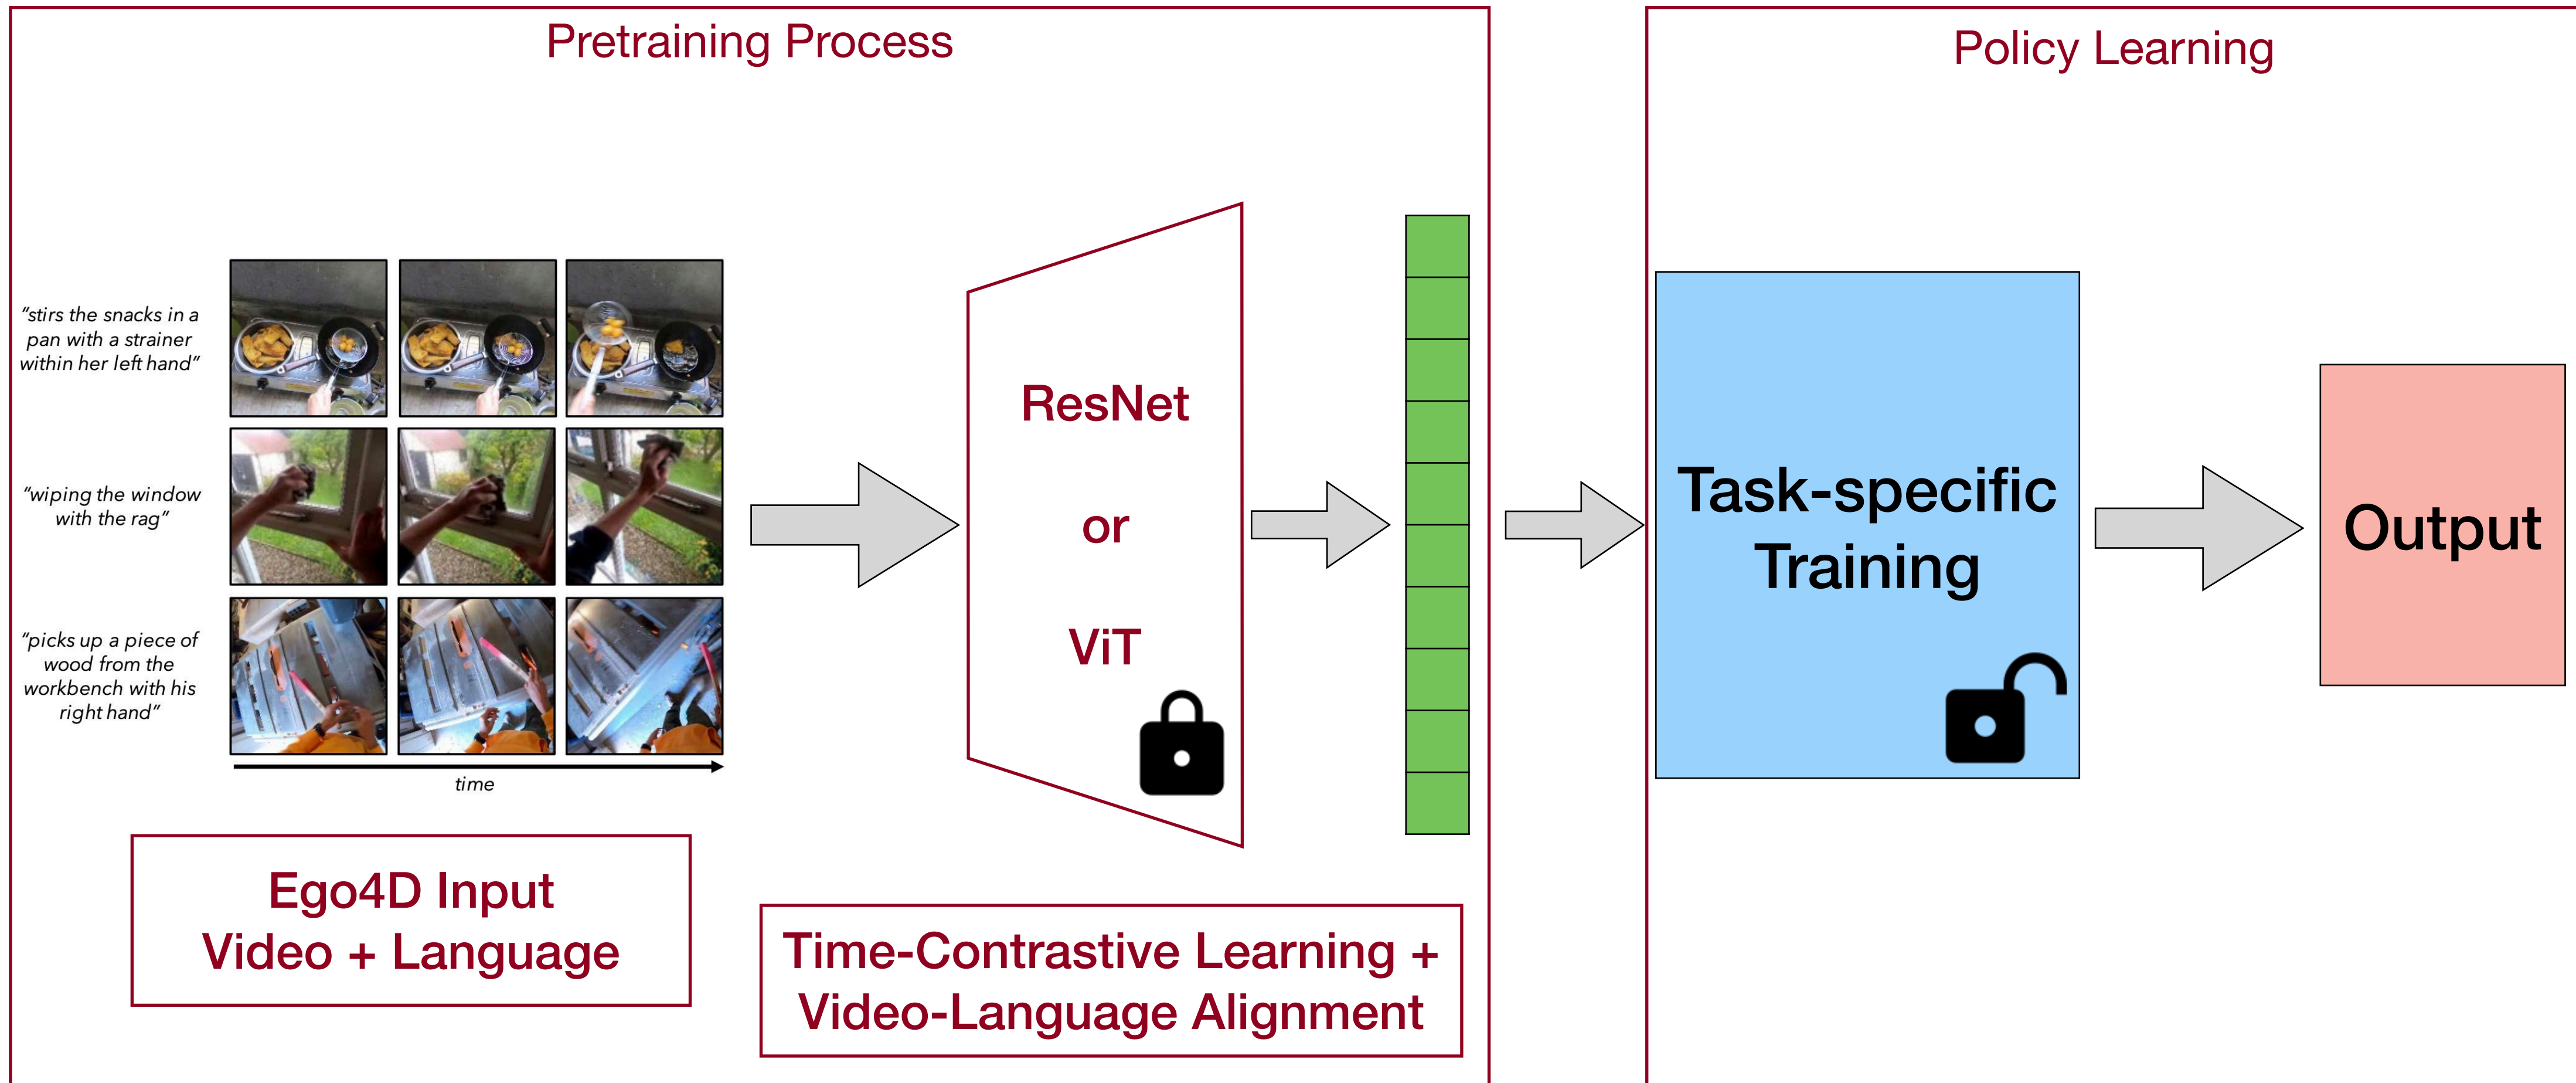 Pretraining Process
Policy Learning
“stirs the snacks in a
pan with a strainer
within her left hand”
“wiping the window
with the rag”
“picks up a piece of
wood from the
workbench with his
right hand”
time
Ego4D Input
Video + Language
ResNet
or
ViT
Time-Contrastive Learning +
Video-Language Alignment
Task-specific
Training
Output